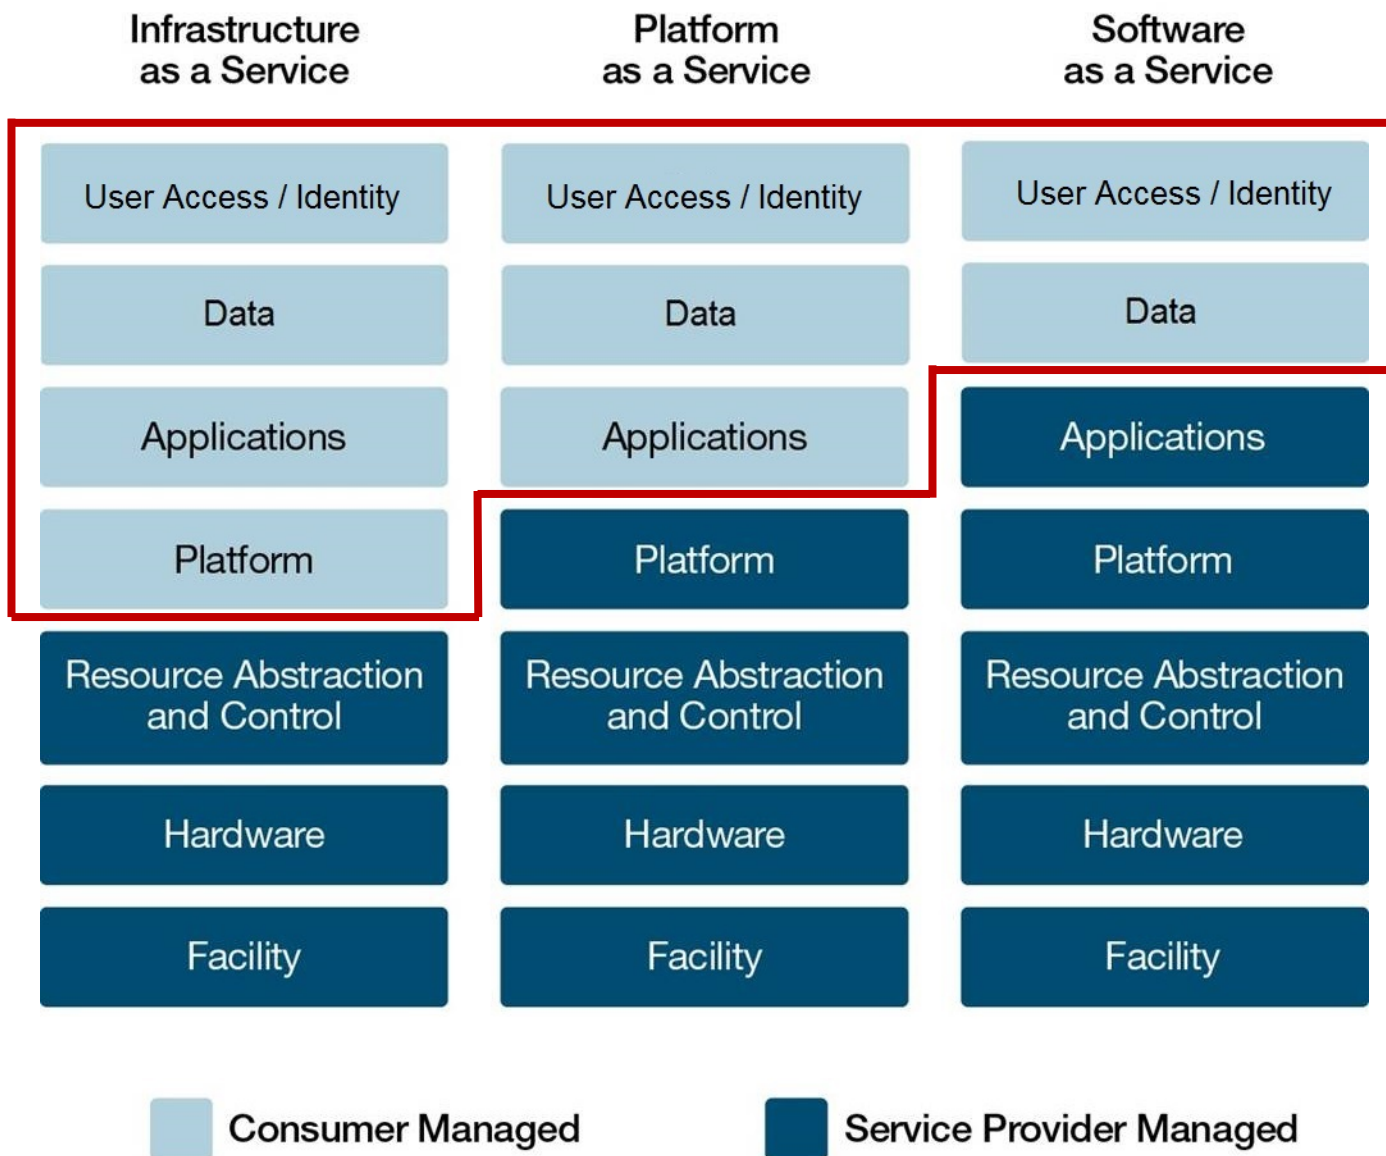 Infrastructure
as a Service
Platform
as a Service
Software
as a Service
User Access / Identity
User Access / Identity
User Access / Identity
Data
Data
Data
Applications
Applications
Applications
Platform
Platform
Platform
Resource Abstraction
and Control
Resource Abstraction
and Control
Resource Abstraction
and Control
Hardware
Hardware
Hardware
Facility
Facility
Facility
Consumer Managed
Service Provider Managed